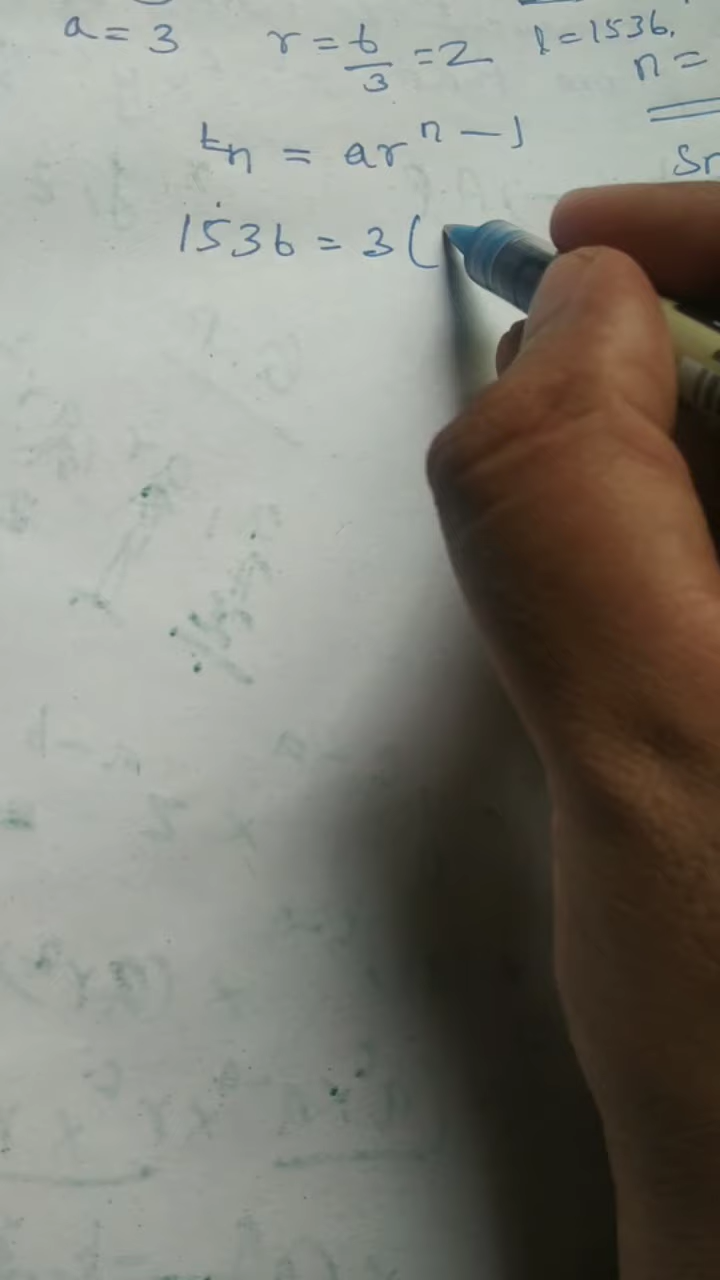 a = 3 r = 6/3 = 2 l = 1536. n =
tn = ar^n-1 Sn
1536 = 3 (